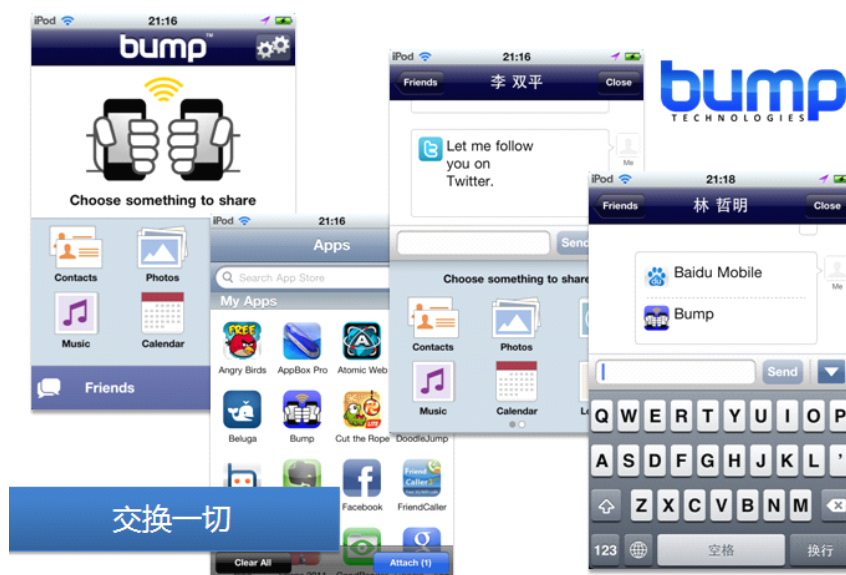 iPod 21:16
bump™
Choose something to share
Contacts Photos
Music Calendar
Friends
iPod 21:16
Apps
Search App Store
My Apps
Angry Birds AppBox Pro Atomic Web
Beluga Bump Cut the Rope DoodleJump
Facebook FriendCaller
Clear All Attach (1)
iPod 21:16
Friends 李 双平 Close
Let me follow
you on
Twitter.
Me
Send
Choose something to share
Contacts Photos
Music Calendar
bump
TECHNOLOGIES
iPod 21:18
Friends 林 哲明 Close
Baidu Mobile
Me
Bump
Send
Q W E R T Y U I O P
A S D F G H J K L '
Z X C V B N M
123 空格 换行
交换一切